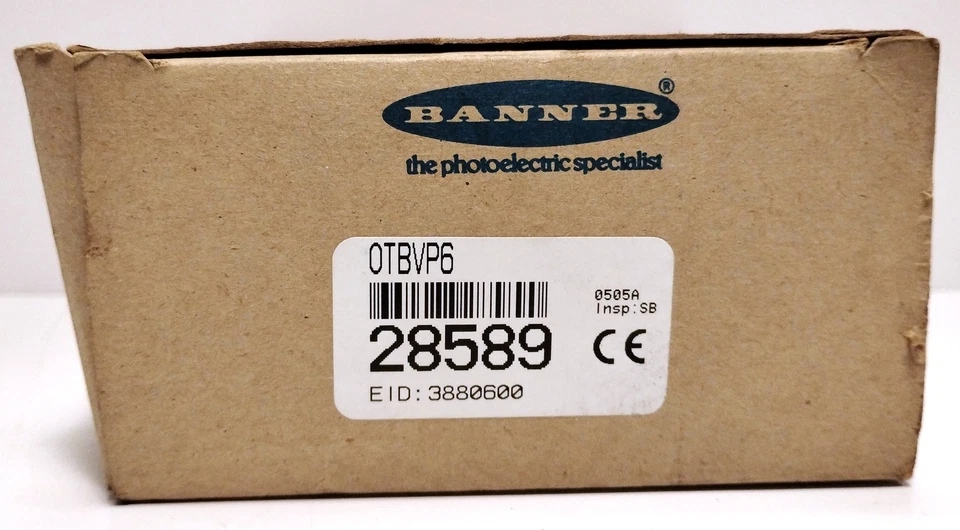 BANNER®
the photoelectric specialist
OTBVP6
0505A
Insp:SB
28589
CE
EID: 3880600